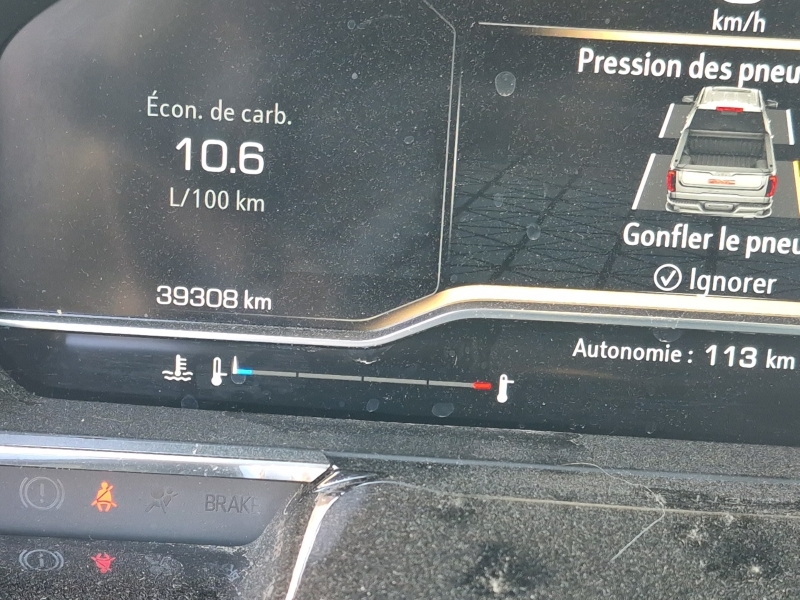 km/h
Pression des pneu
Écon. de carb.
10.6
L/100 km
GMC
Gonfler le pneu
Ignorer
39308 km
Autonomie : 113 km
BRAKE